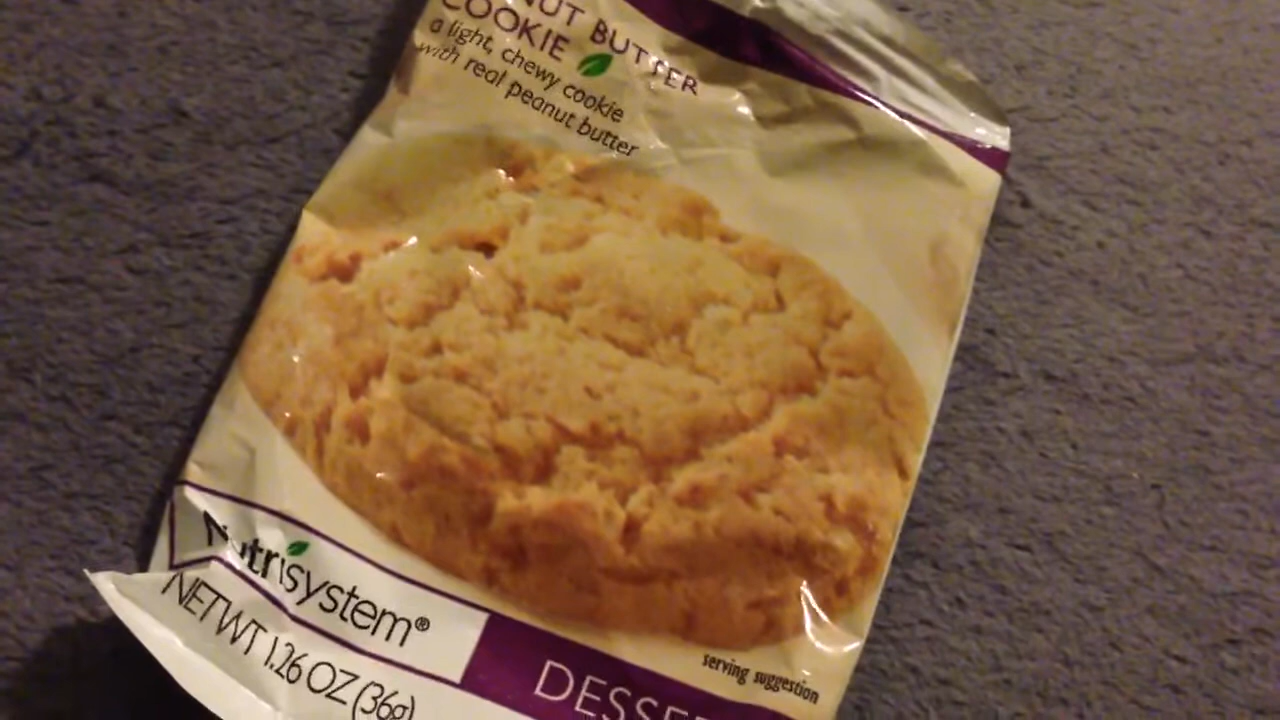 NUT BUTTER
COOKIE
a light, chewy cookie
with real peanut butter
Nutrisystem®
NET WT 1.26 OZ (36g)
DESSE
serving suggestion